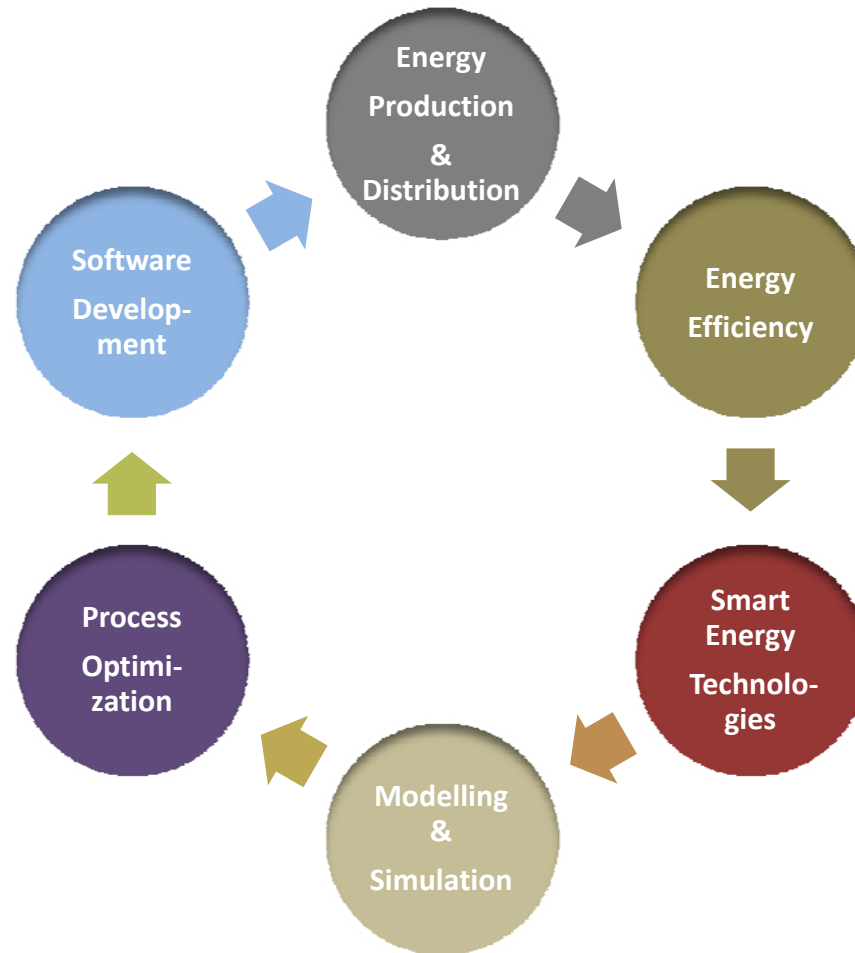 Energy
Production
&
Distribution
Energy
Efficiency
Smart
Energy
Technolo-
gies
Modelling
&
Simulation
Process
Optimi-
zation
Software
Develop-
ment